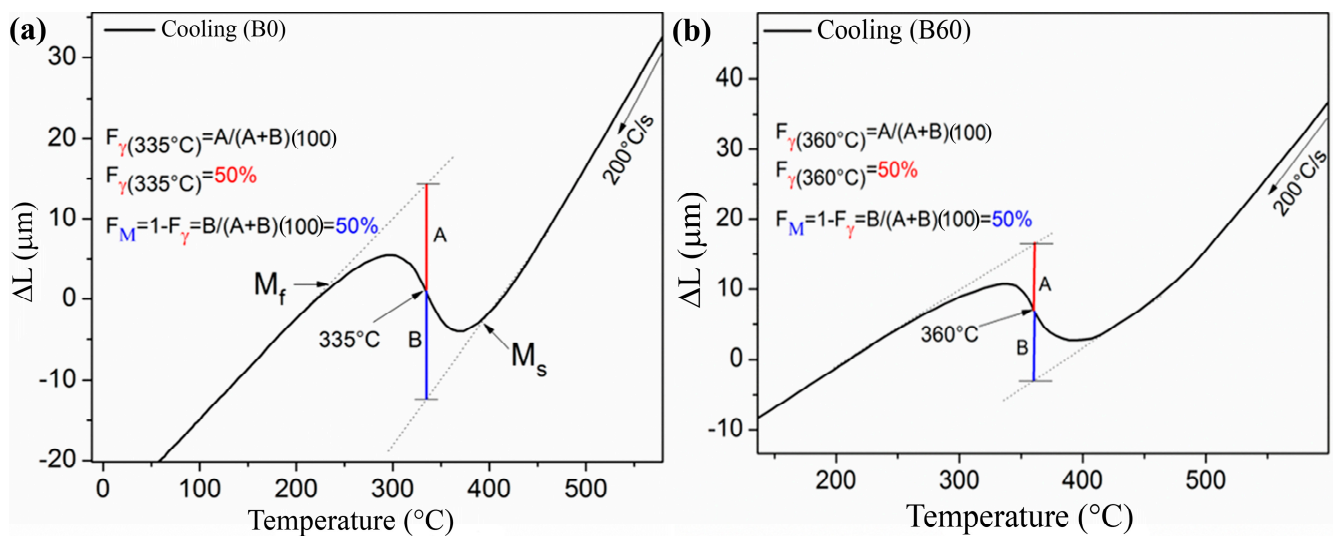 (a)
Cooling (B0)
30
20
10
0
-10
-20
ΔL (µm)
Fγ(335°C)=A/(A+B)(100)
Fγ(335°C)=50%
FM=1-Fγ=B/(A+B)(100)=50%
200°C/s
A
Mf
335°C
B
Ms
0
100
200
300
400
500
Temperature (°C)
(b)
Cooling (B60)
40
30
20
10
0
-10
ΔL (µm)
Fγ(360°C)=A/(A+B)(100)
Fγ(360°C)=50%
FM=1-Fγ=B/(A+B)(100)=50%
200°C/s
A
360°C
B
200
300
400
500
Temperature (°C)